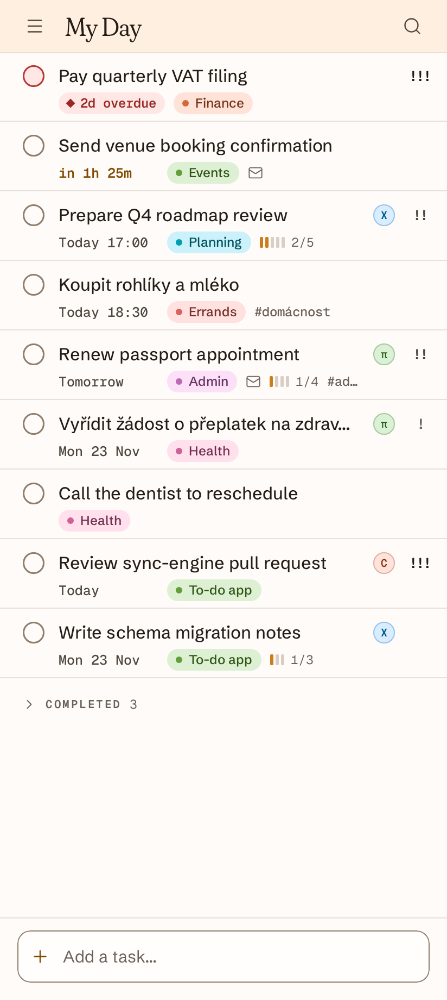 My Day
Pay quarterly VAT filing !!!
2d overdue Finance
Send venue booking confirmation
in 1h 25m Events
Prepare Q4 roadmap review X !!
Today 17:00 Planning 2/5
Koupit rohlíky a mléko
Today 18:30 Errands #domácnost
Renew passport appointment π !!
Tomorrow Admin 1/4 #ad…
Vyřídit žádost o přeplatek na zdrav… π !
Mon 23 Nov Health
Call the dentist to reschedule
Health
Review sync-engine pull request C !!!
Today To-do app
Write schema migration notes X
Mon 23 Nov To-do app 1/3
COMPLETED 3
+ Add a task…